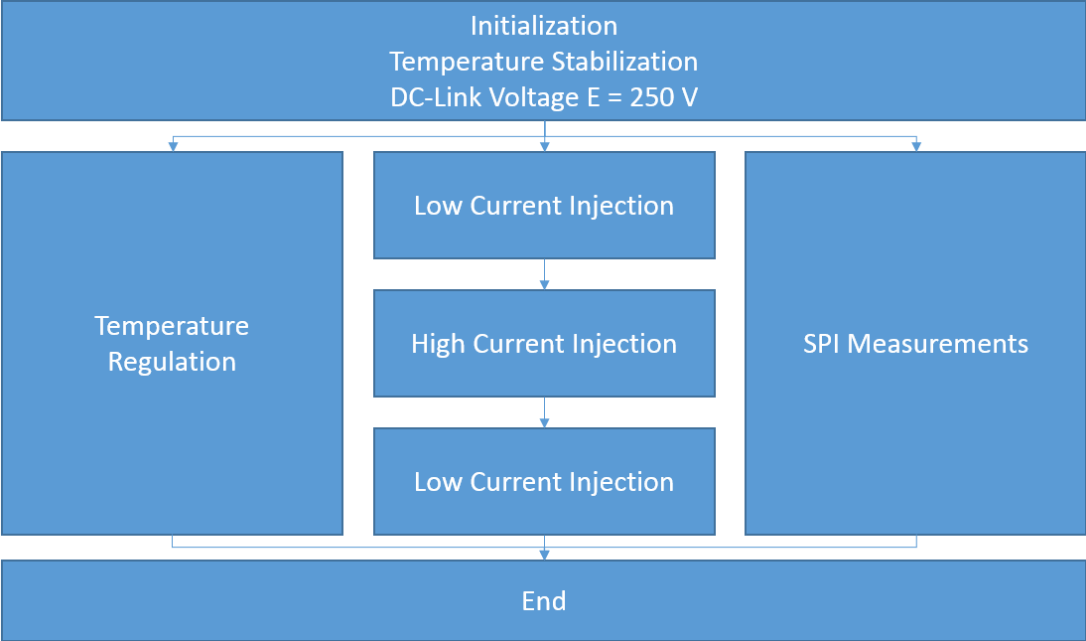 Initialization
Temperature Stabilization
DC-Link Voltage E = 250 V
Temperature
Regulation
Low Current Injection
High Current Injection
Low Current Injection
SPI Measurements
End